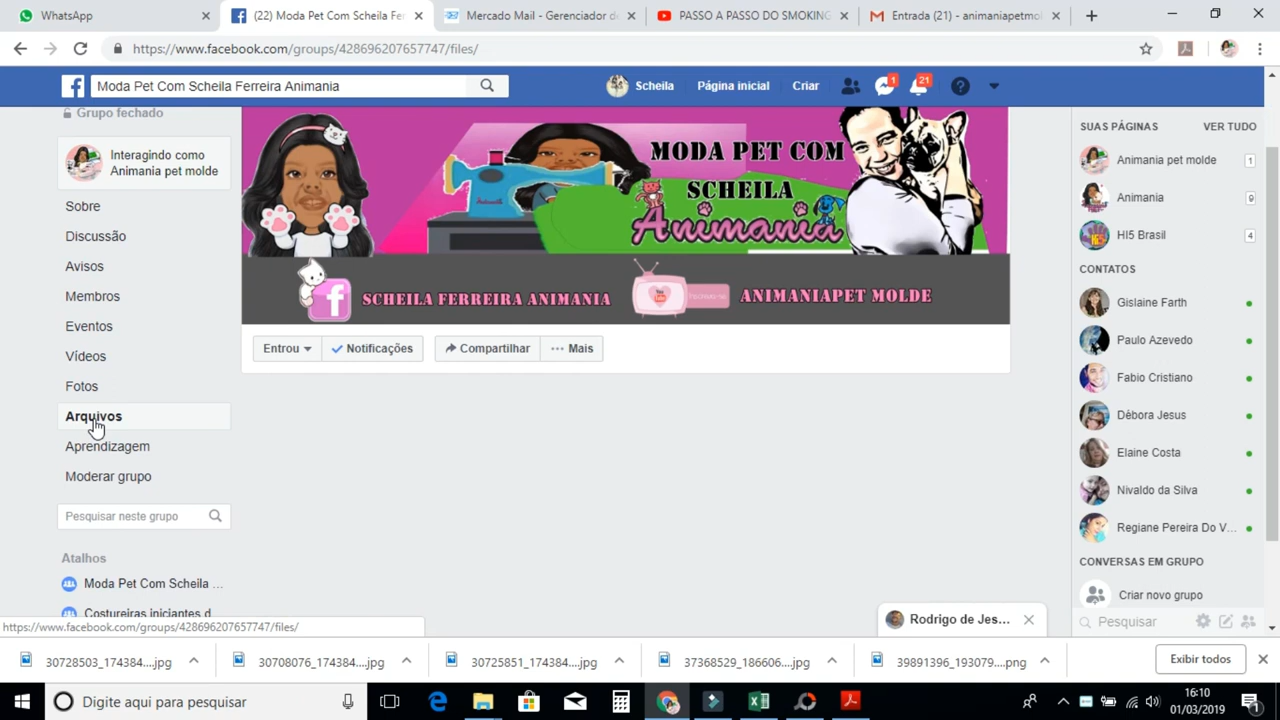 WhatsApp
(22) Moda Pet Com Scheila Fer
Mercado Mail - Gerenciador de
PASSO A PASSO DO SMOKING
Entrada (21) - animaniapetmol
https://www.facebook.com/groups/428696207657747/files/
Moda Pet Com Scheila Ferreira Animania
Scheila
Página inicial
Criar
1
21
Grupo fechado
Interagindo como
Animania pet molde
Sobre
Discussão
Avisos
Membros
Eventos
Vídeos
Fotos
Arquivos
Aprendizagem
Moderar grupo
Pesquisar neste grupo
Atalhos
Moda Pet Com Scheila ...
Costureiras iniciantes d
MODA PET COM
SCHEILA
Animania
SCHEILA FERREIRA ANIMANIA
ANIMANIAPET MOLDE
Entrou
Notificações
Compartilhar
Mais
SUAS PÁGINAS
VER TUDO
Animania pet molde
1
Animania
9
HI5 Brasil
4
CONTATOS
Gislaine Farth
Paulo Azevedo
Fabio Cristiano
Débora Jesus
Elaine Costa
Nivaldo da Silva
Regiane Pereira Do V...
CONVERSAS EM GRUPO
Criar novo grupo
Pesquisar
Rodrigo de Jes...
https://www.facebook.com/groups/428696207657747/files/
30728503_174384....jpg
30708076_174384....jpg
30725851_174384....jpg
37368529_186606....jpg
39891396_193079....png
Exibir todos
Digite aqui para pesquisar
16:10
01/03/2019
1